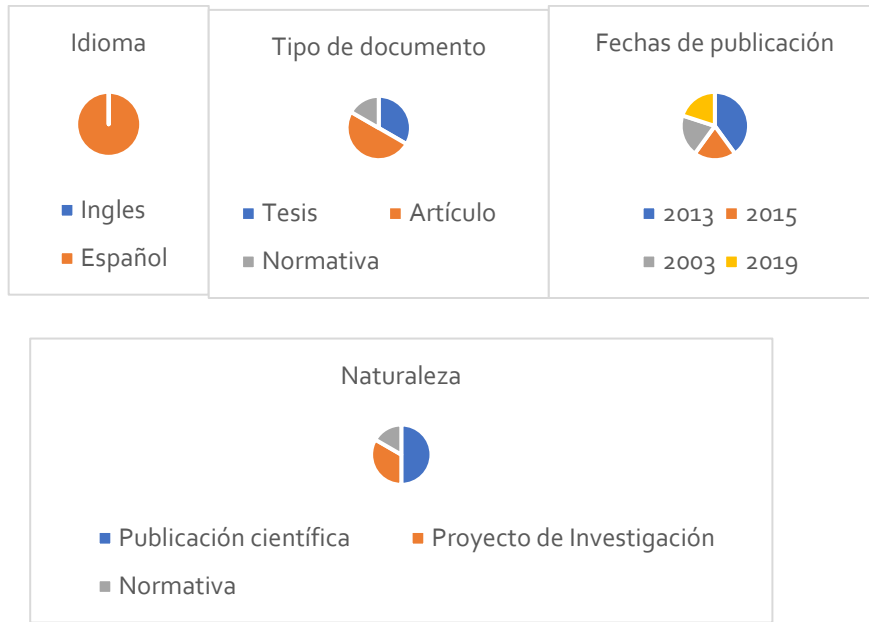 Idioma
Ingles
Español
Tipo de documento
Tesis Artículo
Normativa
Fechas de publicación
2013 2015
2003 2019
Naturaleza
Publicación científica Proyecto de Investigación
Normativa